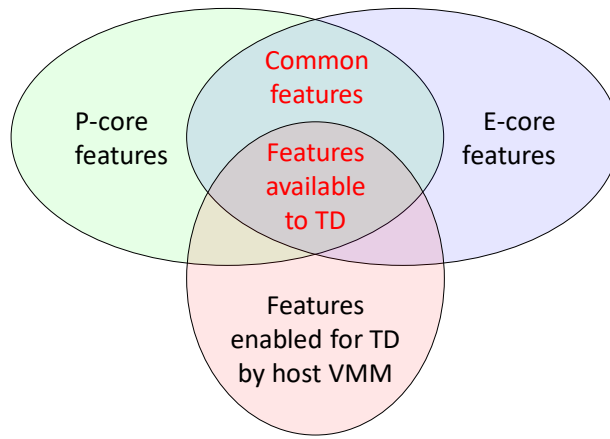 Common
features
P-core
features
E-core
features
Features
available
to TD
Features
enabled for TD
by host VMM